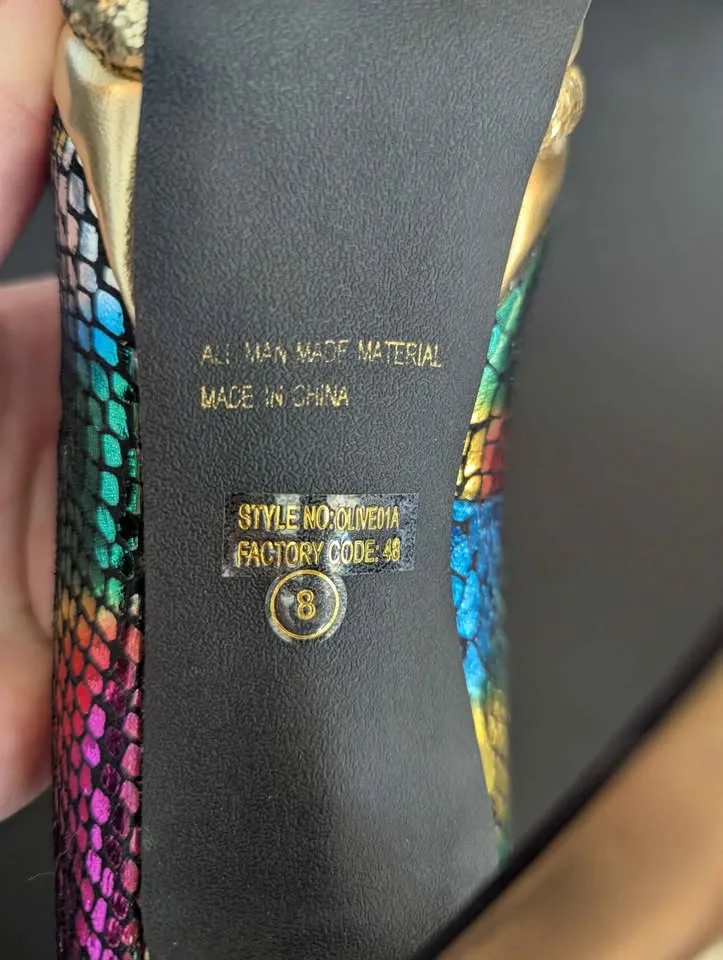 ALL MAN MADE MATERIAL
MADE IN CHINA
STYLE NO:OLIVE01A
FACTORY CODE: 48
8